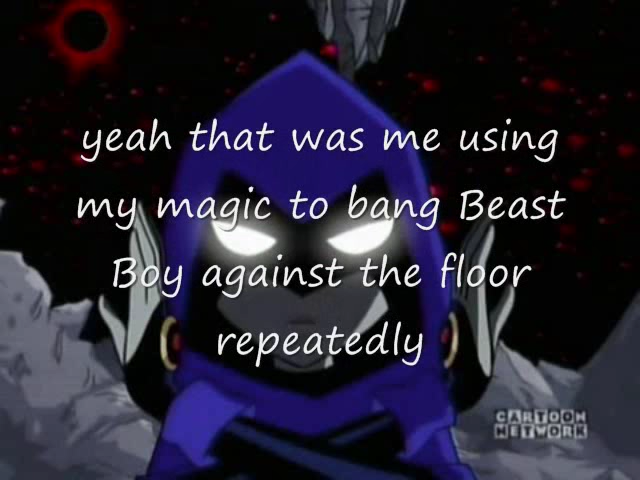 yeah that was me using
my magic to bang Beast
Boy against the floor
repeatedly
CARTOON
NETWORK